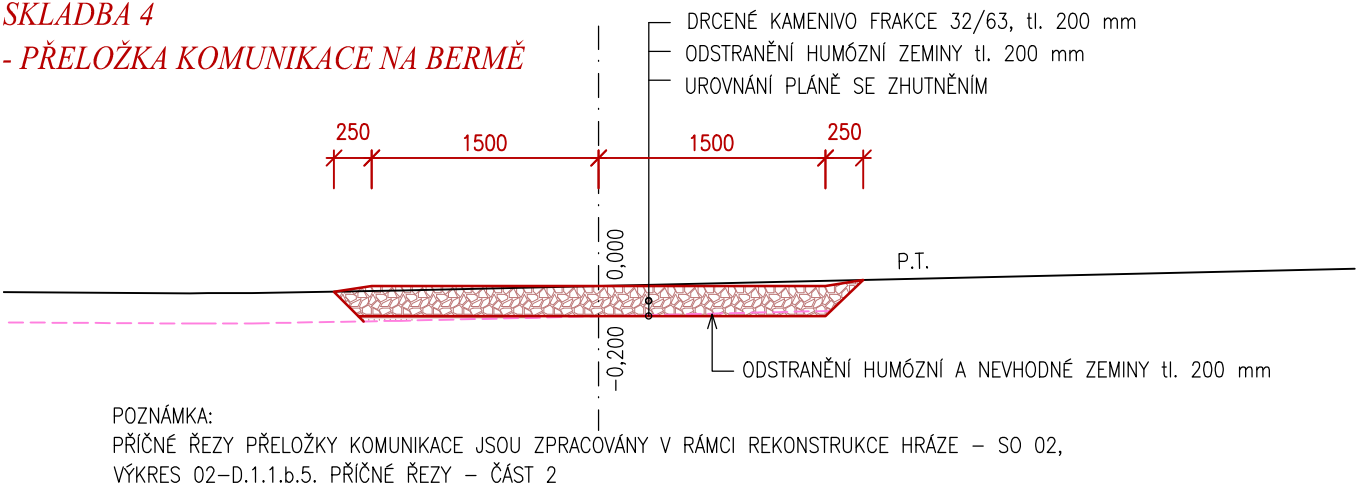 SKLADBA 4
- PŘELOŽKA KOMUNIKACE NA BERMĚ
DRCENÉ KAMENIVO FRAKCE 32/63, tl. 200 mm
ODSTRANĚNÍ HUMÓZNÍ ZEMINY tl. 200 mm
UROVNÁNÍ PLÁNĚ SE ZHUTNĚNÍM
250
1500
1500
250
0,000
P.T.
-0,200
ODSTRANĚNÍ HUMÓZNÍ A NEVHODNÉ ZEMINY tl. 200 mm
POZNÁMKA:
PŘÍČNÉ ŘEZY PŘELOŽKY KOMUNIKACE JSOU ZPRACOVÁNY V RÁMCI REKONSTRUKCE HRÁZE – SO 02,
VÝKRES 02-D.1.1.b.5. PŘÍČNÉ ŘEZY – ČÁST 2